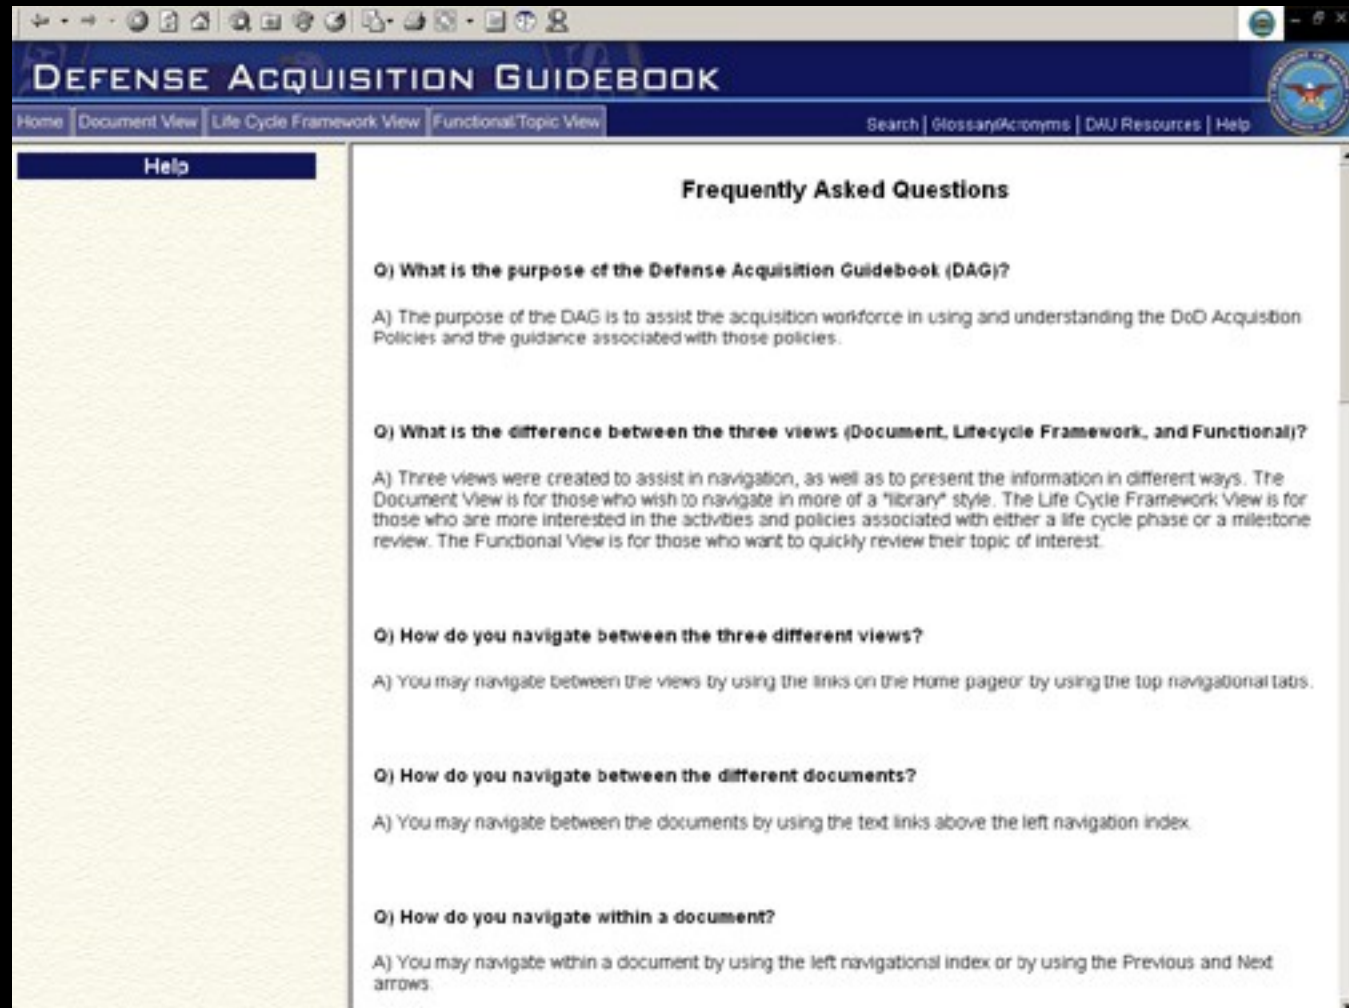 DEFENSE ACQUISITION GUIDEBOOK
Home Document View Life Cycle Framework View Functional/Topic View Search | Glossary/Acronyms | DAU Resources | Help
Help
Frequently Asked Questions
Q) What is the purpose of the Defense Acquisition Guidebook (DAG)?
A) The purpose of the DAG is to assist the acquisition workforce in using and understanding the DoD Acquisition
Policies and the guidance associated with those policies.
Q) What is the difference between the three views (Document, Lifecycle Framework, and Functional)?
A) Three views were created to assist in navigation, as well as to present the information in different ways. The
Document View is for those who wish to navigate in more of a "library" style. The Life Cycle Framework View is for
those who are more interested in the activities and policies associated with either a life cycle phase or a milestone
review. The Functional View is for those who want to quickly review their topic of interest.
Q) How do you navigate between the three different views?
A) You may navigate between the views by using the links on the Home pageor by using the top navigational tabs.
Q) How do you navigate between the different documents?
A) You may navigate between the documents by using the text links above the left navigation index.
Q) How do you navigate within a document?
A) You may navigate within a document by using the left navigational index or by using the Previous and Next
arrows.